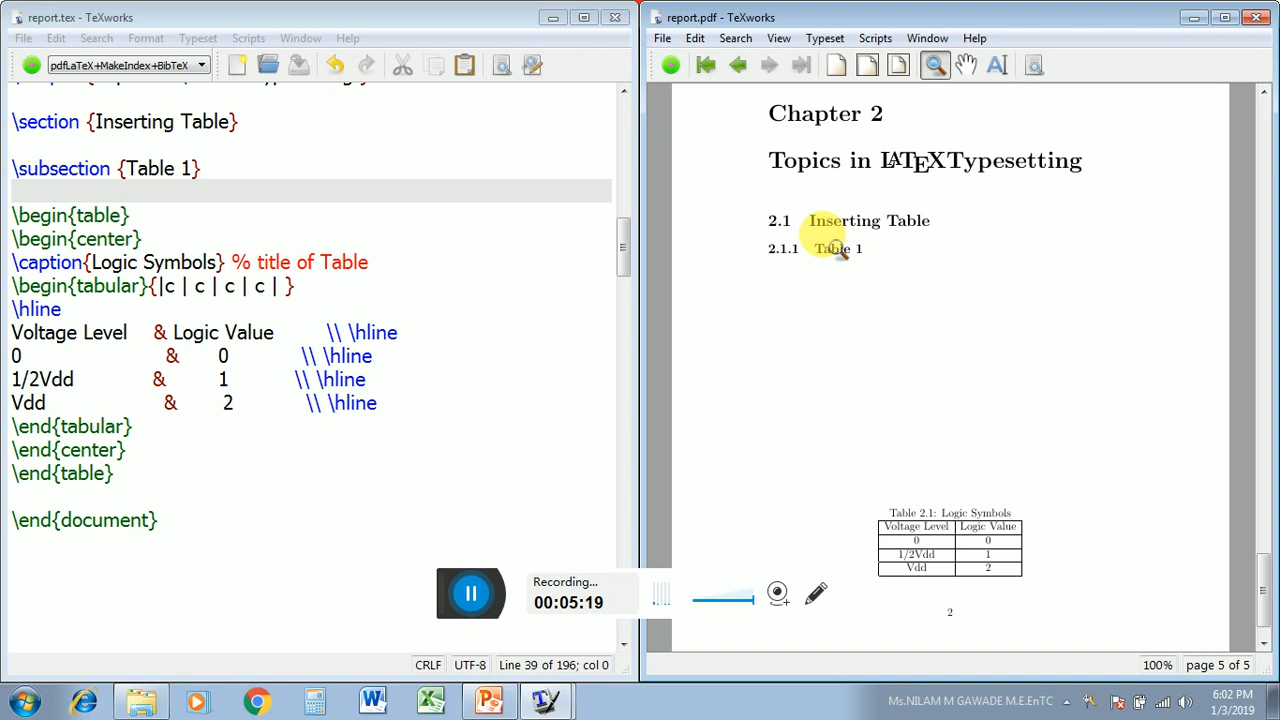 report.tex - TeXworks
File Edit Search Format Typeset Scripts Window Help
pdfLaTeX+MakeIndex+BibTeX
\section {Inserting Table}
\subsection {Table 1}
\begin{table}
\begin{center}
\caption{Logic Symbols} % title of Table
\begin{tabular}{|c | c | c | c | }
\hline
Voltage Level & Logic Value \\ \hline
0 & 0 \\ \hline
1/2Vdd & 1 \\ \hline
Vdd & 2 \\ \hline
\end{tabular}
\end{center}
\end{table}
\end{document}
CRLF UTF-8 Line 39 of 196; col 0
report.pdf - TeXworks
File Edit Search View Typeset Scripts Window Help
Chapter 2
Topics in LATEXTypesetting
2.1 Inserting Table
2.1.1 Table 1
Table 2.1: Logic Symbols
Voltage Level Logic Value
0 0
1/2Vdd 1
Vdd 2
2
100% page 5 of 5
Recording...
00:05:19
Ms.NILAM M GAWADE M.E.EnTC
6:02 PM
1/3/2019